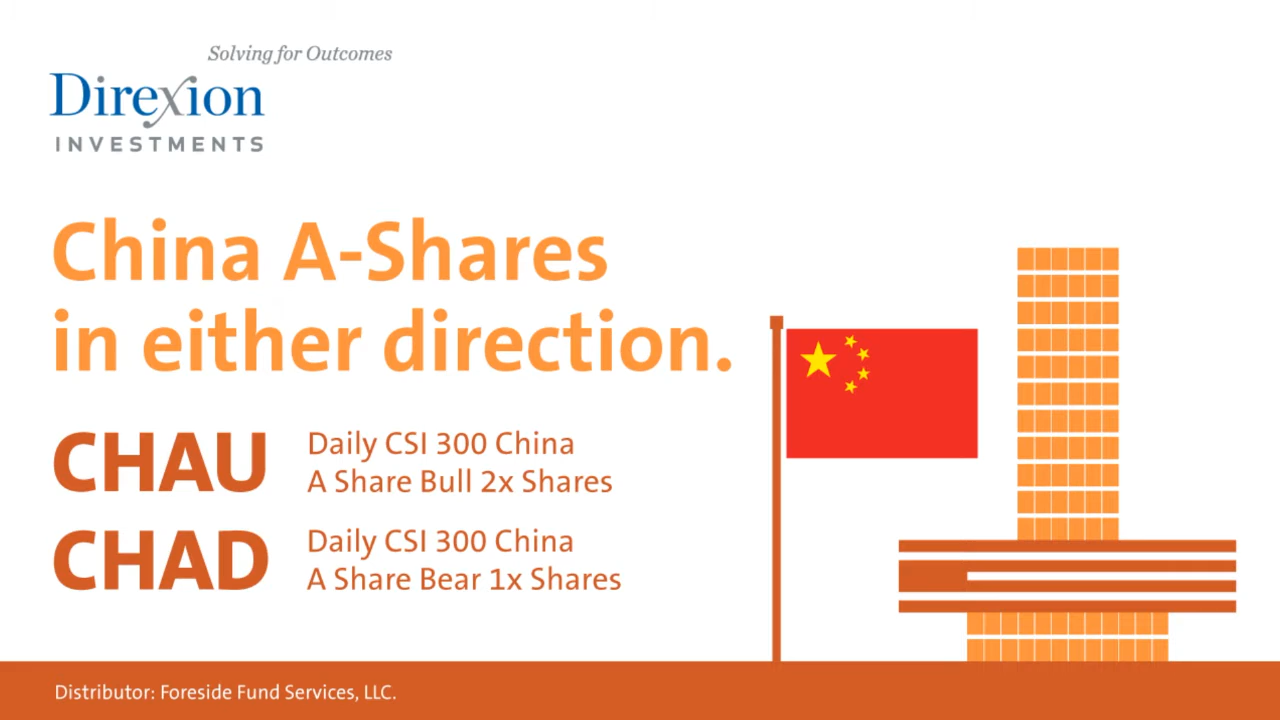 Solving for Outcomes
Direxion
INVESTMENTS
China A-Shares
in either direction.
CHAU
Daily CSI 300 China
A Share Bull 2x Shares
CHAD
Daily CSI 300 China
A Share Bear 1x Shares
Distributor: Foreside Fund Services, LLC.